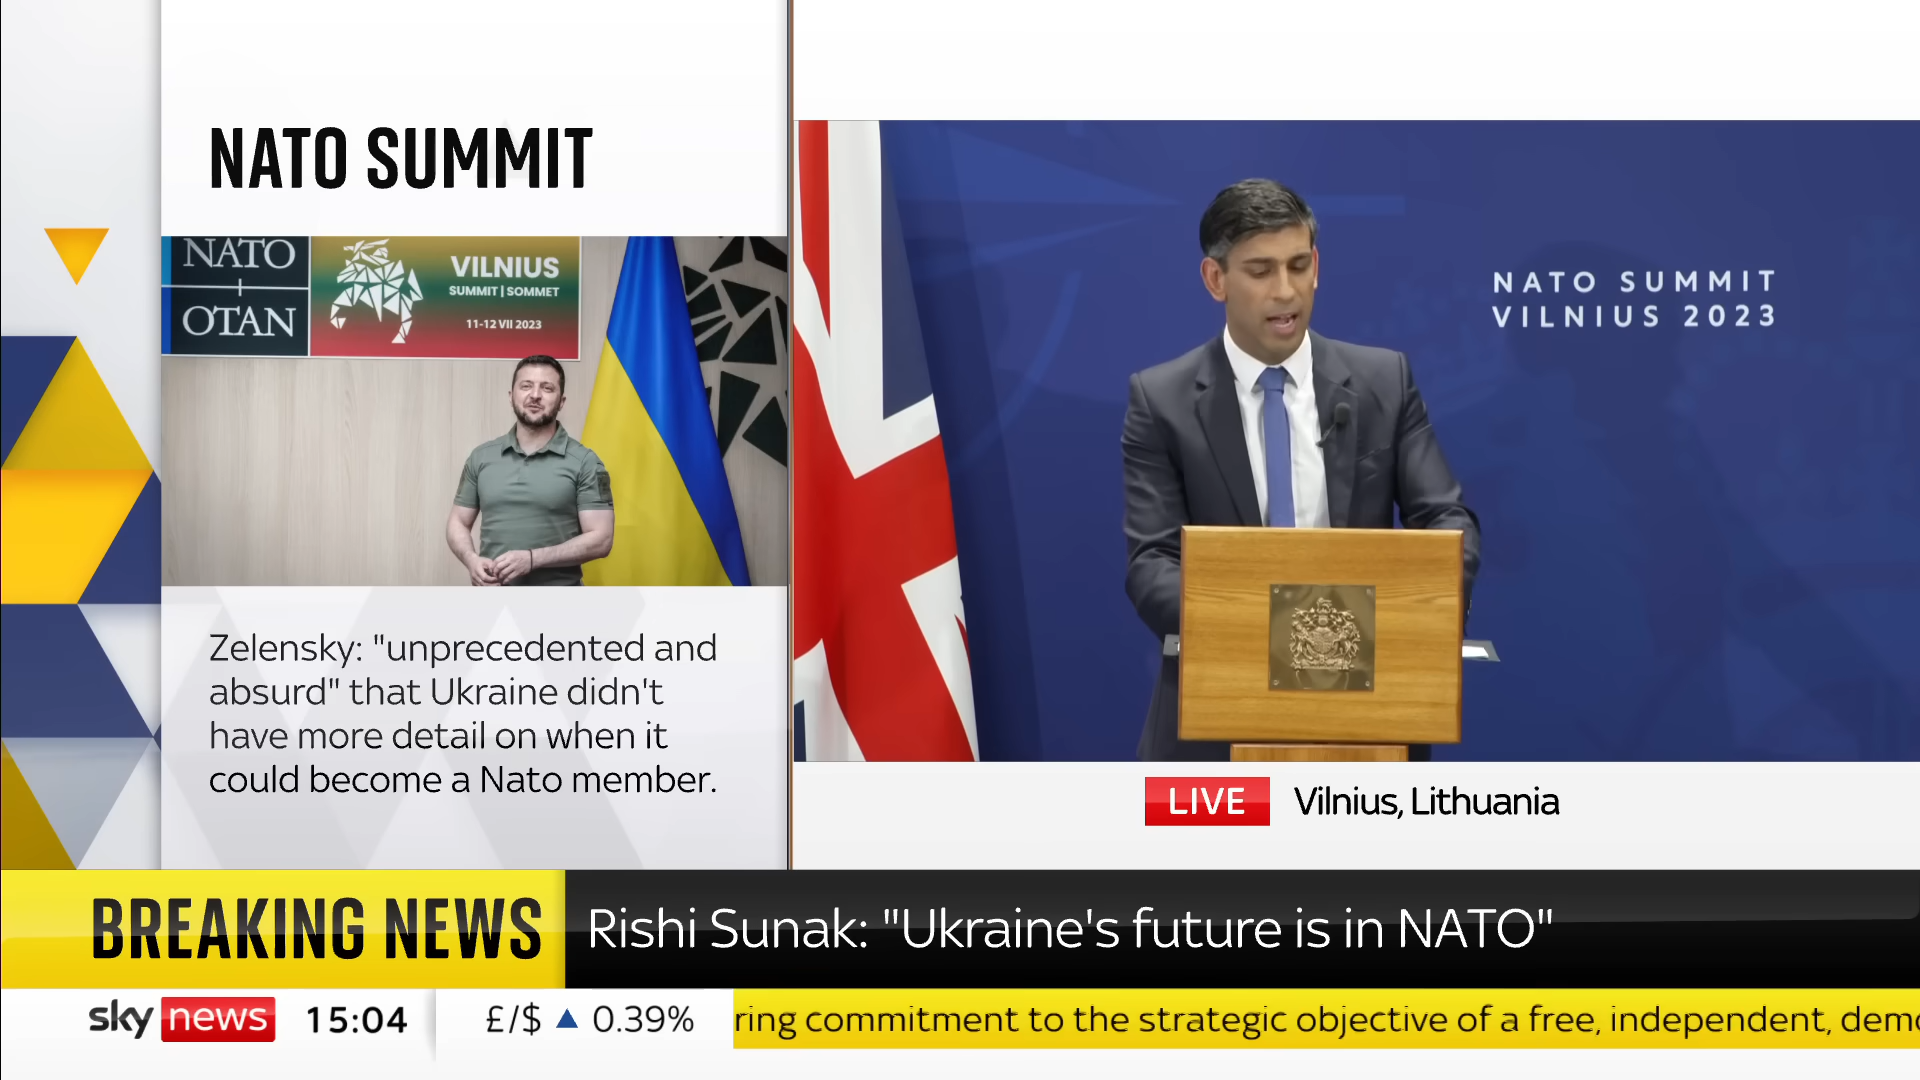 NATO SUMMIT
NATO
OTAN
VILNIUS
SUMMIT | SOMMET
11-12 VII 2023
Zelensky: "unprecedented and
absurd" that Ukraine didn't
have more detail on when it
could become a Nato member.
NATO SUMMIT
VILNIUS 2023
LIVE Vilnius, Lithuania
BREAKING NEWS
Rishi Sunak: "Ukraine's future is in NATO"
sky news 15:04 £/$ ▲ 0.39% ring commitment to the strategic objective of a free, independent, demo